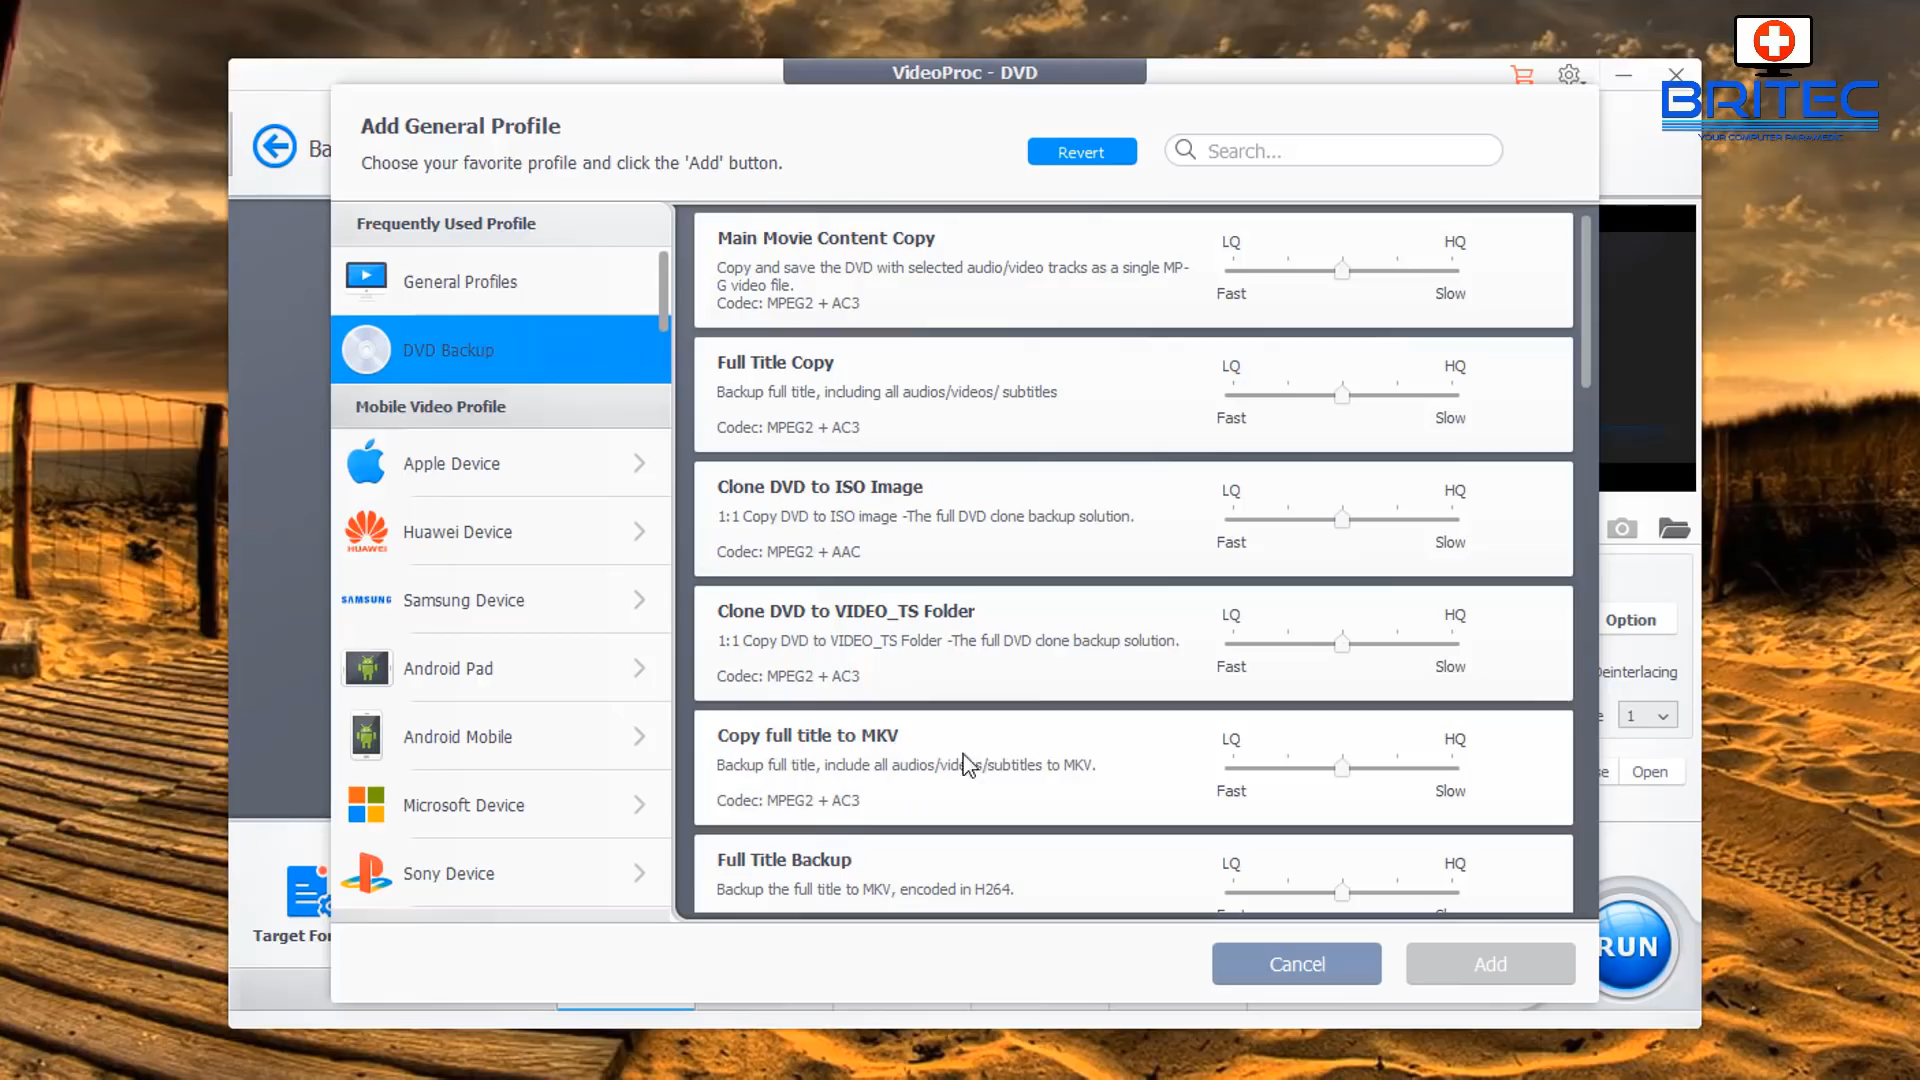 VideoProc - DVD
BRITEC
YOUR COMPUTER PARAMEDIC
Ba
Add General Profile
Choose your favorite profile and click the 'Add' button.
Revert
Search...
Frequently Used Profile
General Profiles
DVD Backup
Mobile Video Profile
Apple Device
HUAWEI
Huawei Device
SAMSUNG
Samsung Device
Android Pad
Android Mobile
Microsoft Device
Sony Device
Main Movie Content Copy
Copy and save the DVD with selected audio/video tracks as a single MP-
G video file.
Codec: MPEG2 + AC3
LQ HQ
Fast Slow
Full Title Copy
Backup full title, including all audios/videos/ subtitles
Codec: MPEG2 + AC3
LQ HQ
Fast Slow
Clone DVD to ISO Image
1:1 Copy DVD to ISO image -The full DVD clone backup solution.
Codec: MPEG2 + AAC
LQ HQ
Fast Slow
Clone DVD to VIDEO_TS Folder
1:1 Copy DVD to VIDEO_TS Folder -The full DVD clone backup solution.
Codec: MPEG2 + AC3
LQ HQ
Fast Slow
Copy full title to MKV
Backup full title, include all audios/videos/subtitles to MKV.
Codec: MPEG2 + AC3
LQ HQ
Fast Slow
Full Title Backup
Backup the full title to MKV, encoded in H264.
LQ HQ
Option
Deinterlacing
e 1
se Open
Target For
Cancel
Add
RUN